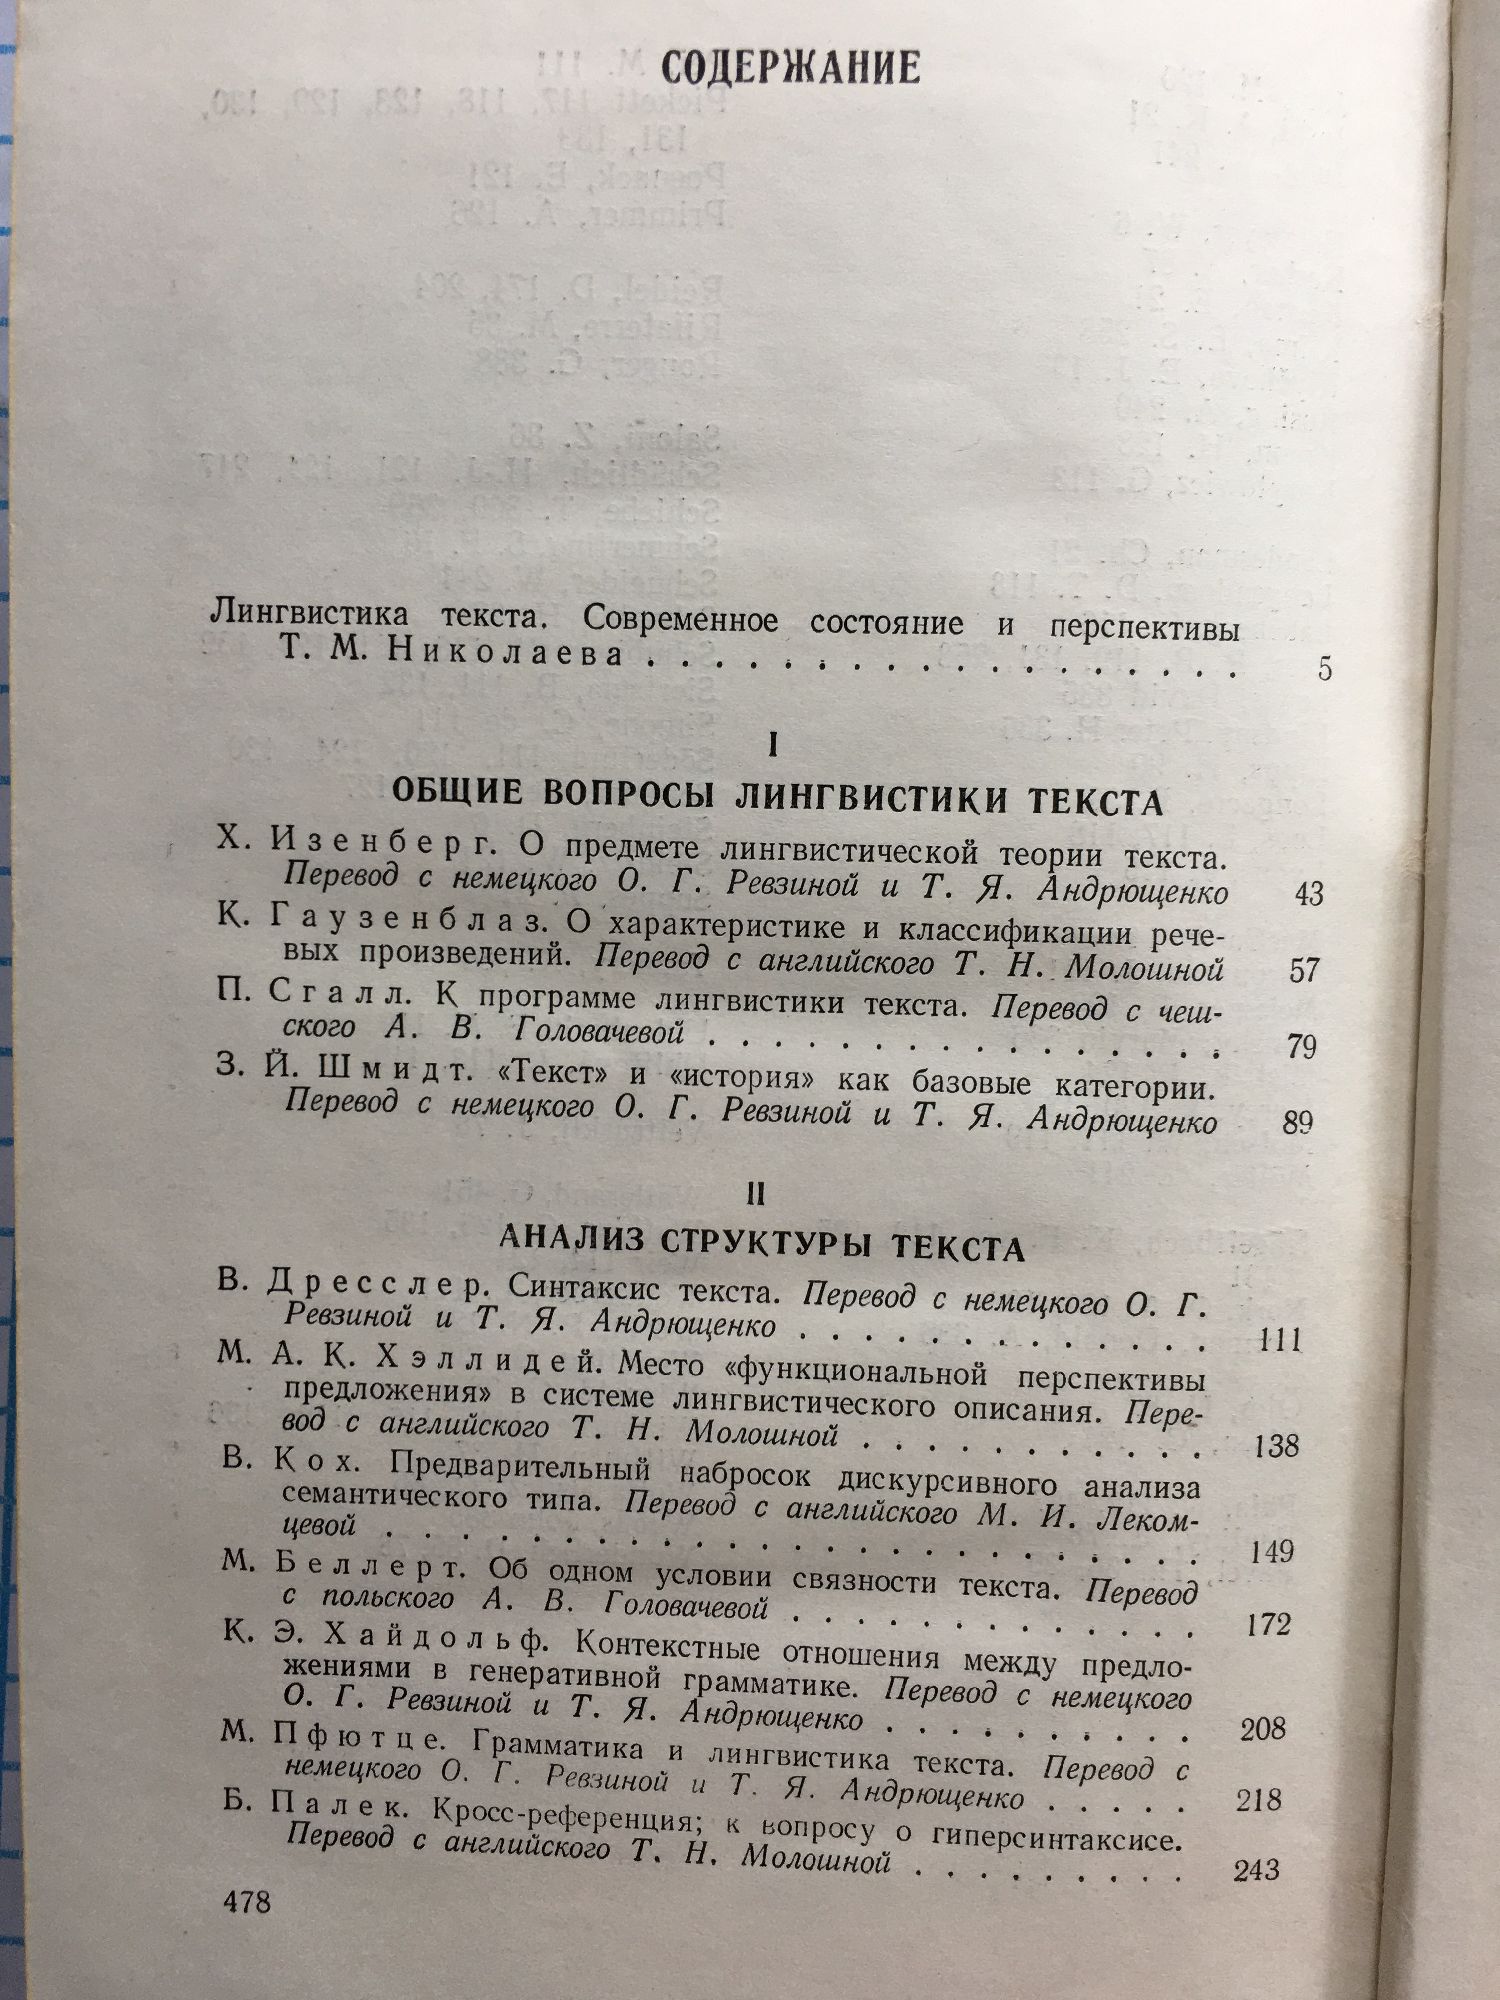 СОДЕРЖАНИЕ
Лингвистика текста. Современное состояние и перспективы
Т. М. Николаева . . . . . . . . . . . . . . . . . . 5
I
ОБЩИЕ ВОПРОСЫ ЛИНГВИСТИКИ ТЕКСТА
Х. Изенберг. О предмете лингвистической теории текста.
Перевод с немецкого О. Г. Ревзиной и Т. Я. Андрющенко 43
К. Гаузенблаз. О характеристике и классификации рече-
вых произведений. Перевод с английского Т. Н. Молошной 57
П. Сгалл. К программе лингвистики текста. Перевод с чеш-
ского А. В. Головачевой . . . . . . . . . . . . . . . . 79
З. Й. Шмидт. «Текст» и «история» как базовые категории.
Перевод с немецкого О. Г. Ревзиной и Т. Я. Андрющенко 89
II
АНАЛИЗ СТРУКТУРЫ ТЕКСТА
В. Дресслер. Синтаксис текста. Перевод с немецкого О. Г.
Ревзиной и Т. Я. Андрющенко . . . . . . . . . . . . . 111
М. А. К. Хэллидей. Место «функциональной перспективы
предложения» в системе лингвистического описания. Пере-
вод с английского Т. Н. Молошной . . . . . . . . . . . 138
В. Кох. Предварительный набросок дискурсивного анализа
семантического типа. Перевод с английского М. И. Леком-
цевой . . . . . . . . . . . . . . . . . . . . . . . . . 149
М. Беллерт. Об одном условии связности текста. Перевод
с польского А. В. Головачевой . . . . . . . . . . . . . 172
К. Э. Хайдольф. Контекстные отношения между предло-
жениями в генеративной грамматике. Перевод с немецкого
О. Г. Ревзиной и Т. Я. Андрющенко . . . . . . . . . . 208
М. Пфютце. Грамматика и лингвистика текста. Перевод с
немецкого О. Г. Ревзиной и Т. Я. Андрющенко . . . . . 218
Б. Палек. Кросс-референция; к вопросу о гиперсинтаксисе.
Перевод с английского Т. Н. Молошной . . . . . . . . . 243
478